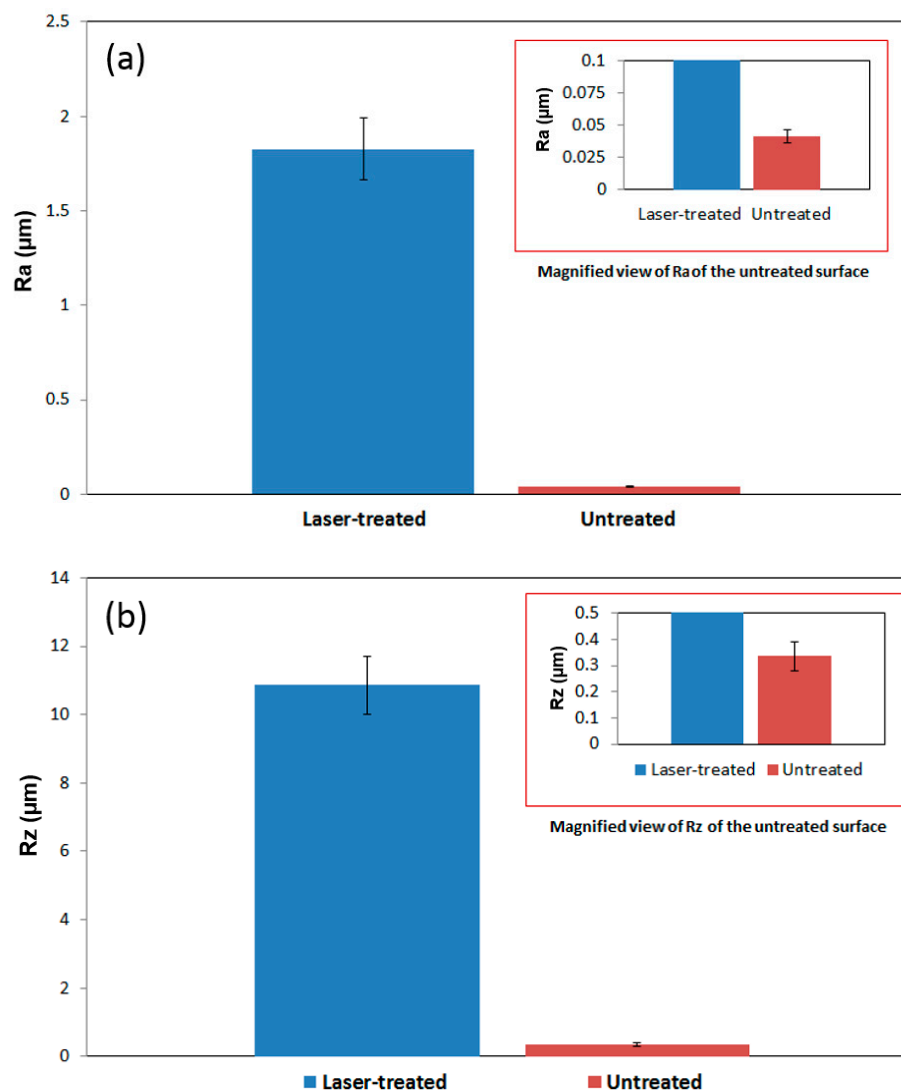 (a)
2.5
2
1.5
1
0.5
0
Ra (µm)
Laser-treated Untreated
0.1
0.075
0.05
0.025
0
Ra (µm)
Laser-treated Untreated
Magnified view of Ra of the untreated surface
(b)
14
12
10
8
6
4
2
0
Rz (µm)
Laser-treated Untreated
0.5
0.4
0.3
0.2
0.1
0
Rz (µm)
Laser-treated Untreated
Magnified view of Rz of the untreated surface